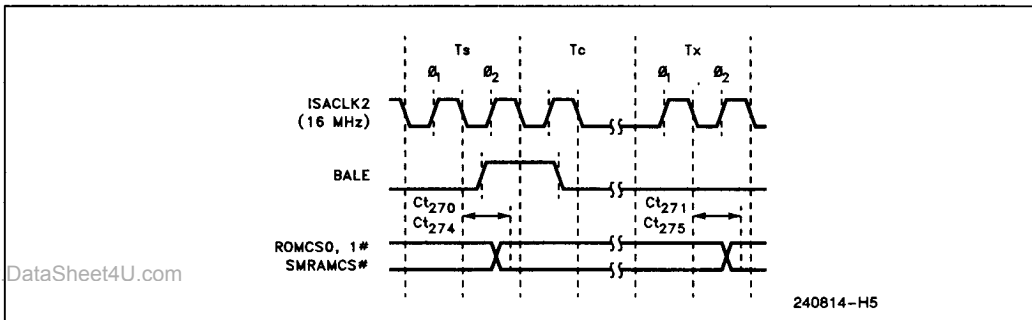 Ts Tc Tx
Ø1 Ø2 Ø1 Ø2
ISACLK2
(16 MHz)
BALE
Ct270 Ct271
Ct274 Ct275
ROMCS0, 1#
SMRAMCS#
DataSheet4U.com
240814-H5